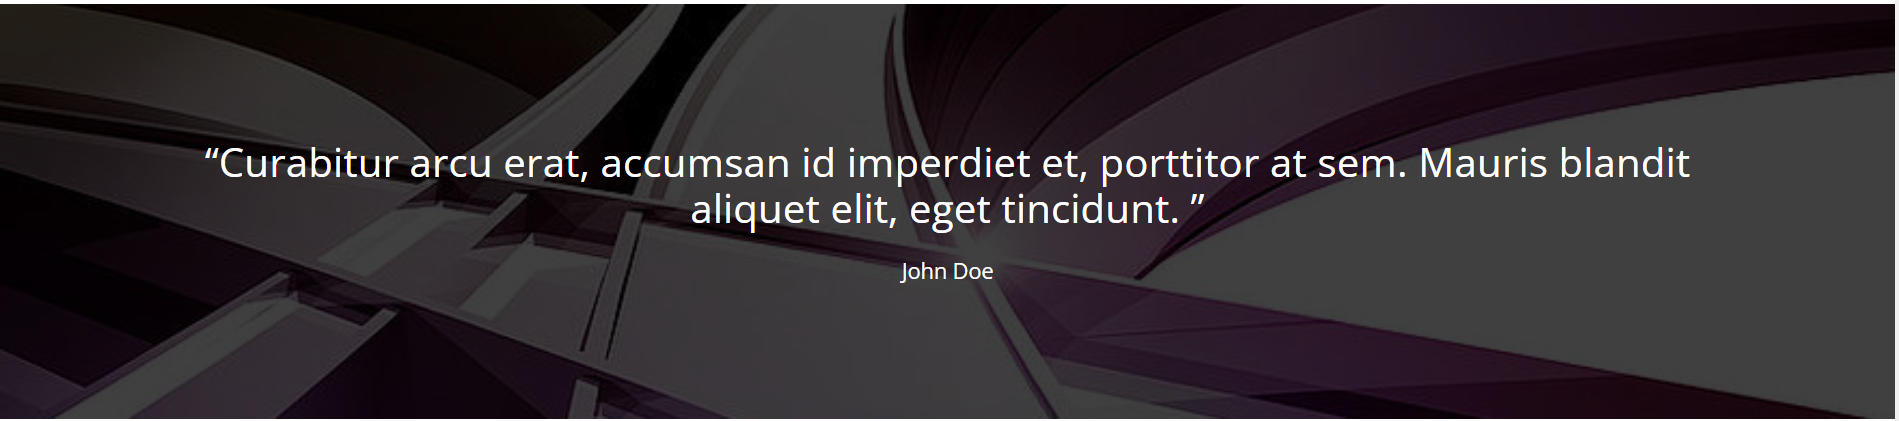 “Curabitur arcu erat, accumsan id imperdiet et, porttitor at sem. Mauris blandit
aliquet elit, eget tincidunt. ”
John Doe